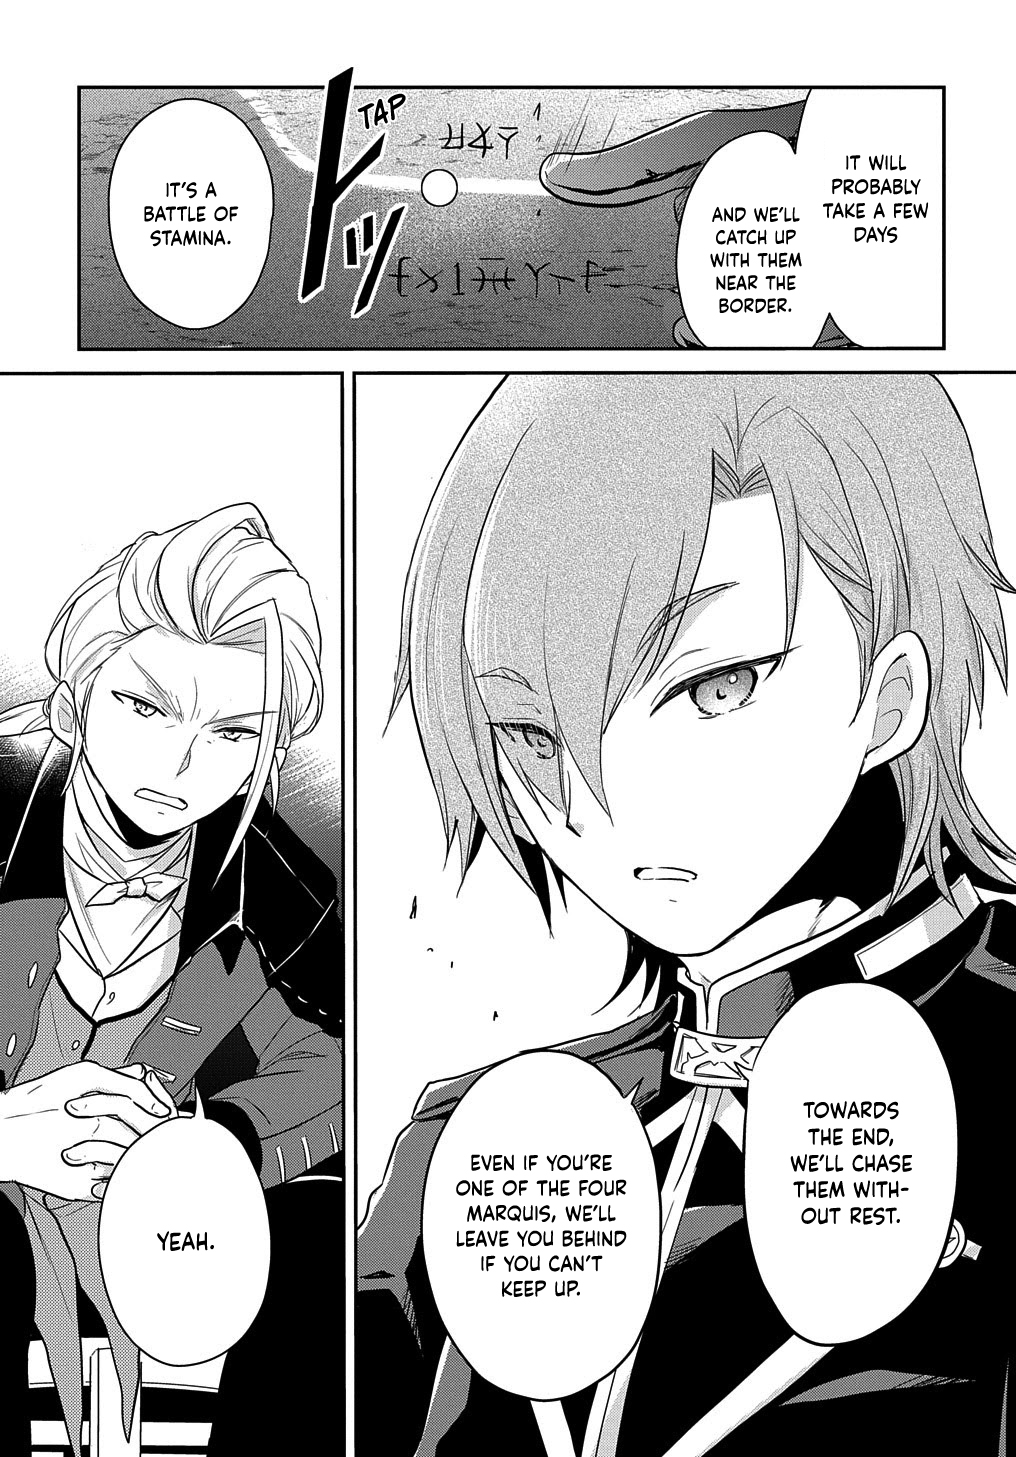 IT WILL
PROBABLY
TAKE A FEW
DAYS
AND WE'LL
CATCH UP
WITH THEM
NEAR THE
BORDER.
TAP
ドッ
IT'S A
BATTLE OF
STAMINA.
TOWARDS
THE END,
WE'LL CHASE
THEM WITH-
OUT REST.
EVEN IF YOU'RE
ONE OF THE FOUR
MARQUIS, WE'LL
LEAVE YOU BEHIND
IF YOU CAN'T
KEEP UP.
YEAH.